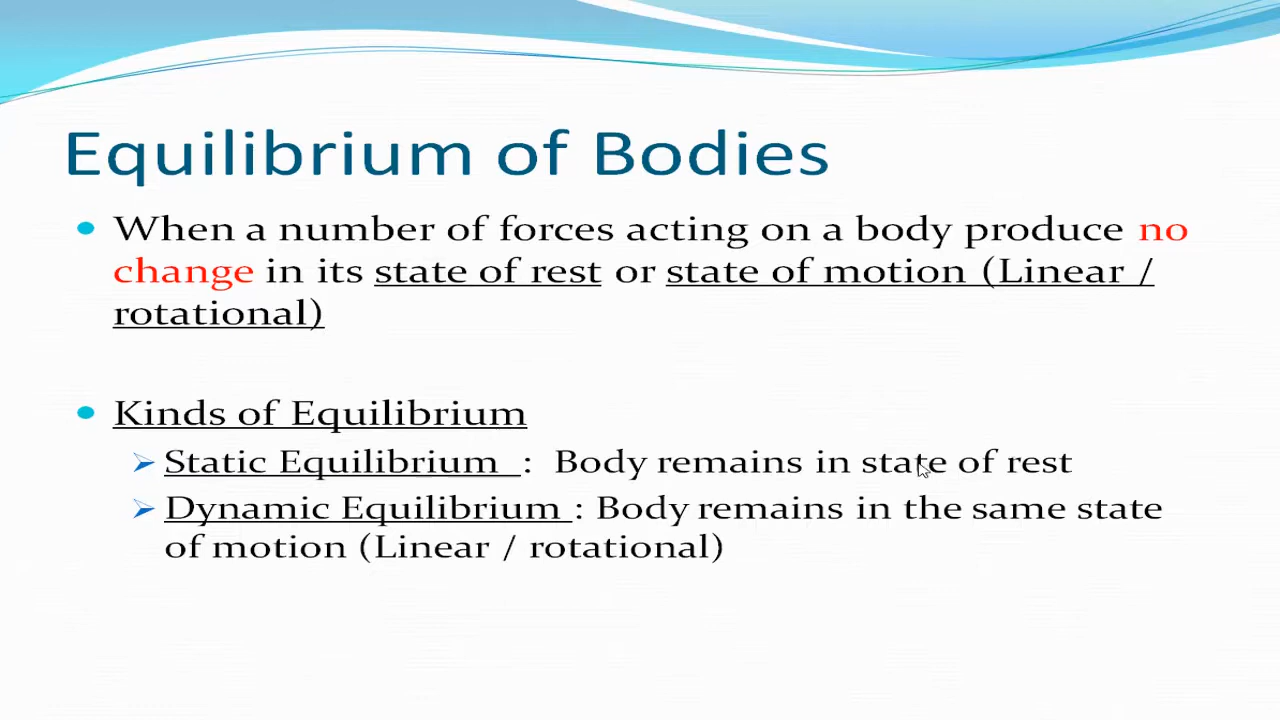 Equilibrium of Bodies
When a number of forces acting on a body produce no
change in its state of rest or state of motion (Linear /
rotational)
Kinds of Equilibrium
Static Equilibrium : Body remains in state of rest
Dynamic Equilibrium : Body remains in the same state
of motion (Linear / rotational)